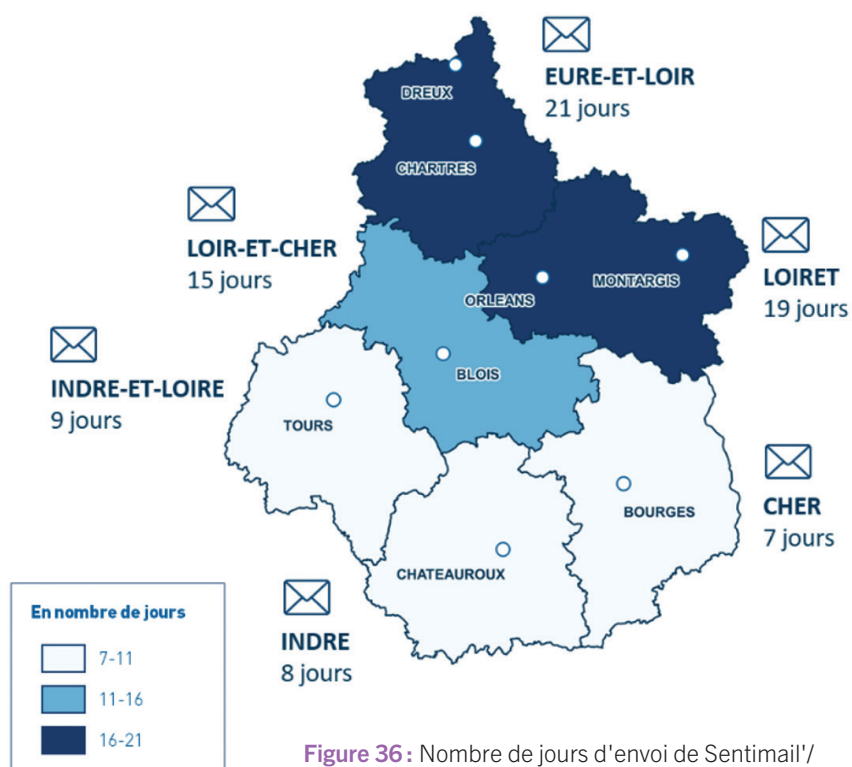 EURE-ET-LOIR
21 jours
DREUX
CHARTRES
LOIR-ET-CHER
15 jours
LOIRET
19 jours
MONTARGIS
ORLEANS
INDRE-ET-LOIRE
9 jours
BLOIS
TOURS
CHER
7 jours
BOURGES
CHATEAUROUX
INDRE
8 jours
En nombre de jours
7-11
11-16
16-21
Figure 36 : Nombre de jours d'envoi de Sentimail'/